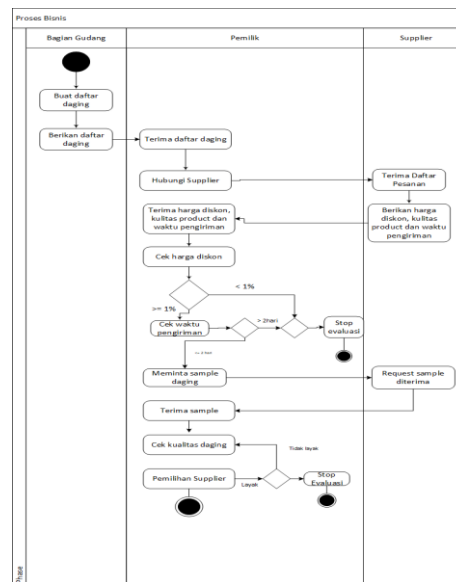 Proses Bisnis
Bagian Gudang
Pemilik
Supplier
Buat daftar
daging
Berikan daftar
daging
Terima daftar daging
Hubungi Supplier
Terima Daftar
Pesanan
Terima harga diskon,
kulitas product dan
waktu pengiriman
Berikan harga
diskon, kulitas
product dan waktu
pengiriman
Cek harga diskon
< 1%
>= 1%
Cek waktu
pengiriman
> 2hari
Stop
evaluasi
<= 2 hari
Meminta sample
daging
Request sample
diterima
Terima sample
Cek kualitas daging
Tidak layak
Pemilihan Supplier
Layak
Stop
Evaluasi
Phase